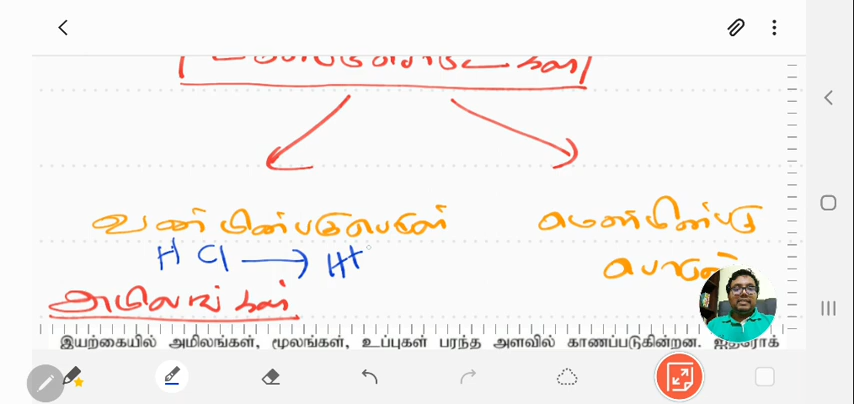 வன் மின்பகுபொருள்
மென்மின்பகு
HCl → H+
அமிலங்கள்
இயற்கையில் அமிலங்கள், மூலங்கள், உப்புகள் பரந்த அளவில் காணப்படுகின்றன.